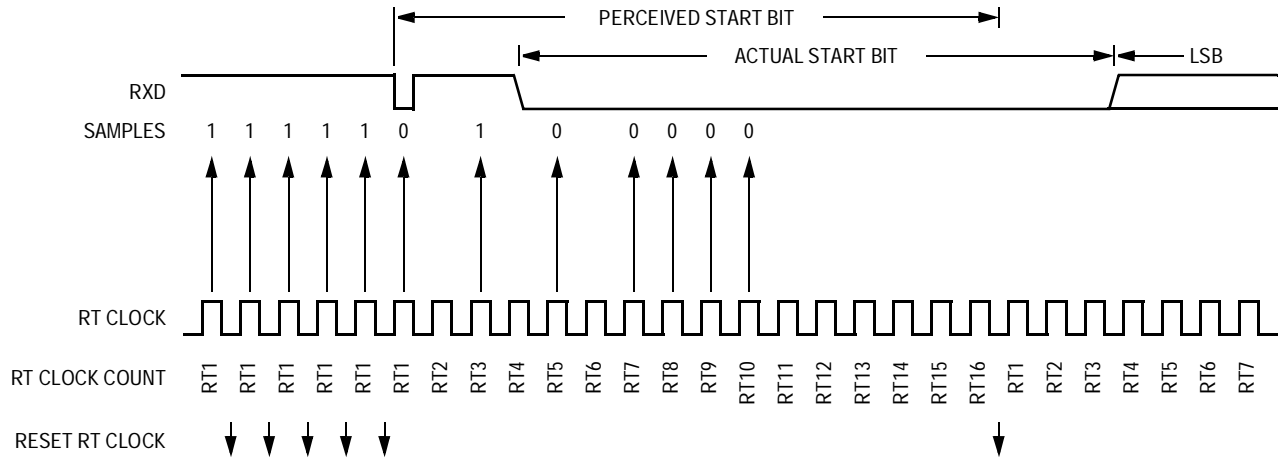 PERCEIVED START BIT
ACTUAL START BIT
LSB
RXD
SAMPLES 1 1 1 1 1 0 1 0 0 0 0 0
RT CLOCK
RT CLOCK COUNT RT1 RT1 RT1 RT1 RT1 RT1 RT2 RT3 RT4 RT5 RT6 RT7 RT8 RT9 RT10 RT11 RT12 RT13 RT14 RT15 RT16 RT1 RT2 RT3 RT4 RT5 RT6 RT7
RESET RT CLOCK